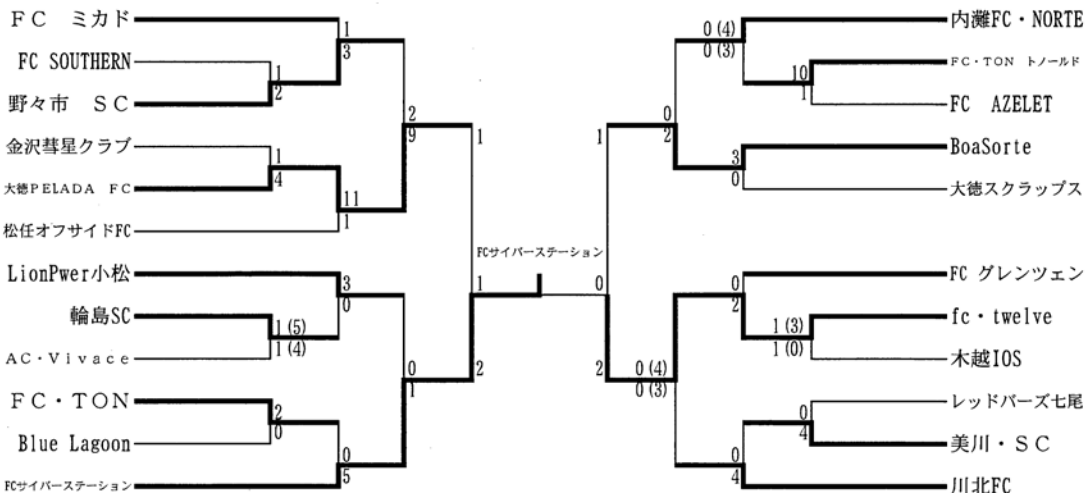 FC ミカド
1
3
FC SOUTHERN
1
2
野々市 SC
2
9
金沢彗星クラブ
1
4
大徳PELADA FC
11
1
松任オフサイドFC
1
FCサイバーステーション
LionPwer小松
3
0
輪島SC
1 (5)
1 (4)
AC・Vivace
1
2
0
1
FC・TON
2
0
Blue Lagoon
0
5
FCサイバーステーション
内灘FC・NORTE
0 (4)
0 (3)
FC・TON トノールド
10
1
FC AZELET
0
2
1
BoaSorte
3
0
大徳スクラップス
0
2
FC グレンツェン
0
2
fc・twelve
1 (3)
1 (0)
木越IOS
0 (4)
0 (3)
レッドバーズ七尾
0
4
美川・SC
0
4
川北FC